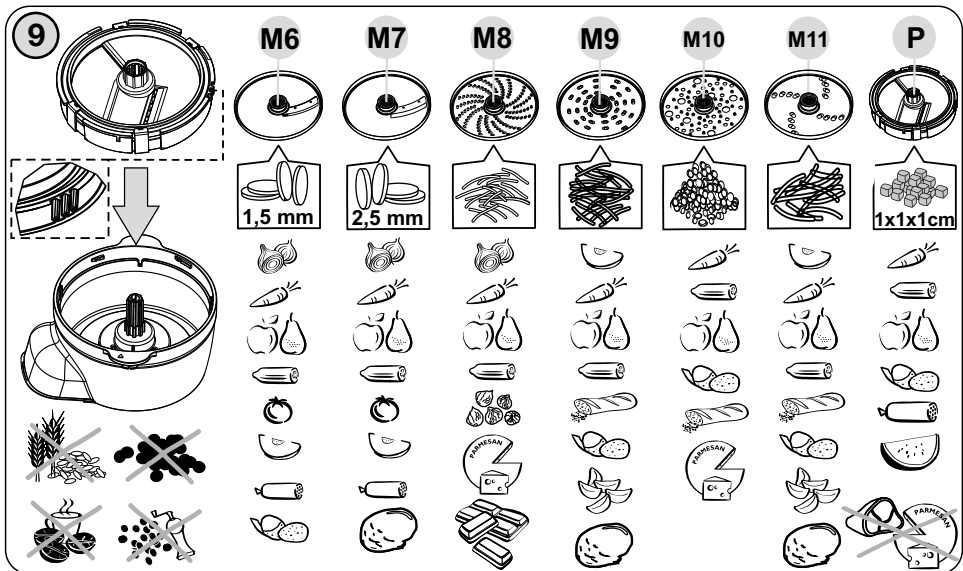 9
M6 M7 M8 M9 M10 M11 P
1,5 mm 2,5 mm 1x1x1cm
PARMESAN PARMESAN
PARMESAN